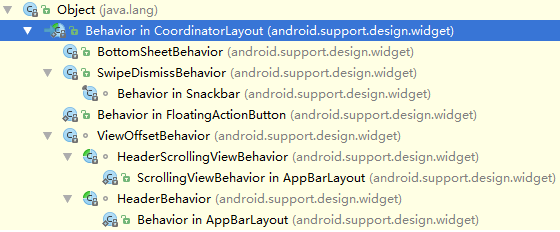 Object (java.lang)
Behavior in CoordinatorLayout (android.support.design.widget)
BottomSheetBehavior (android.support.design.widget)
SwipeDismissBehavior (android.support.design.widget)
Behavior in Snackbar (android.support.design.widget)
Behavior in FloatingActionButton (android.support.design.widget)
ViewOffsetBehavior (android.support.design.widget)
HeaderScrollingViewBehavior (android.support.design.widget)
ScrollingViewBehavior in AppBarLayout (android.support.design.widget)
HeaderBehavior (android.support.design.widget)
Behavior in AppBarLayout (android.support.design.widget)